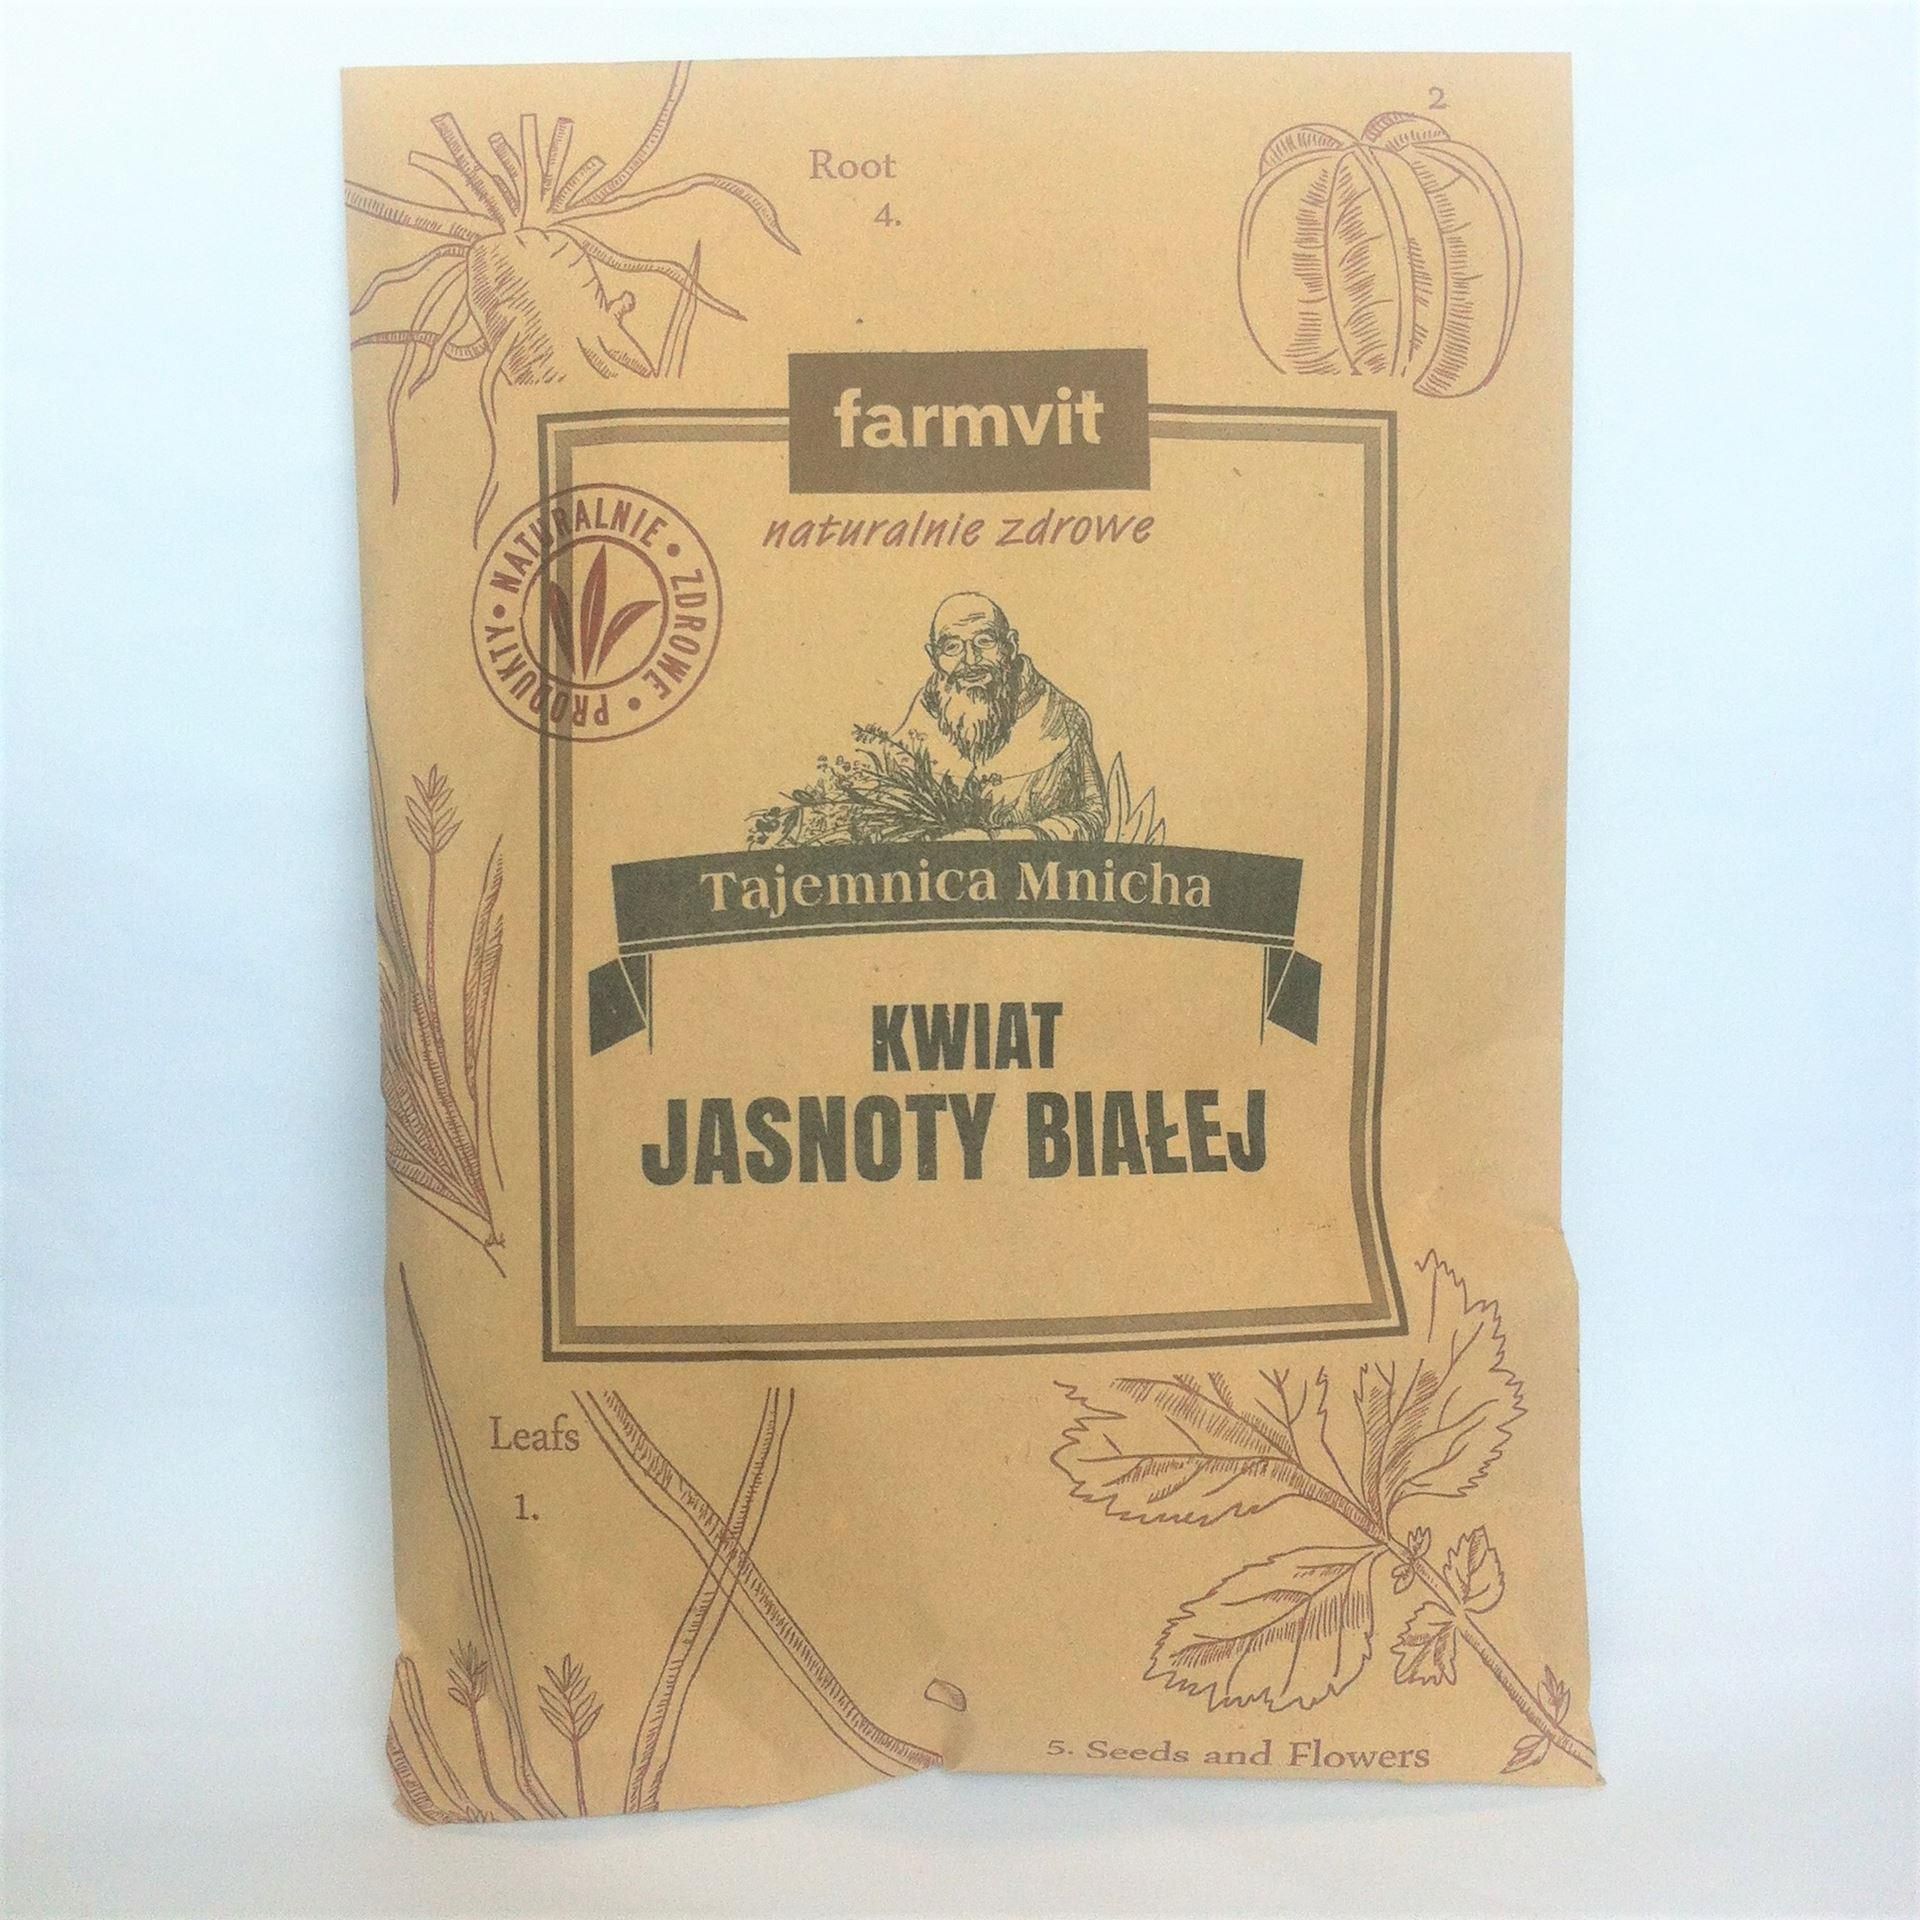 2
Root
4.
farmvit
naturalnie zdrowe
NATURALNIE • ZDROWE • PRODUKTY •
Tajemnica Mnicha
KWIAT
JASNOTY BIAŁEJ
Leafs
1.
5. Seeds and Flowers